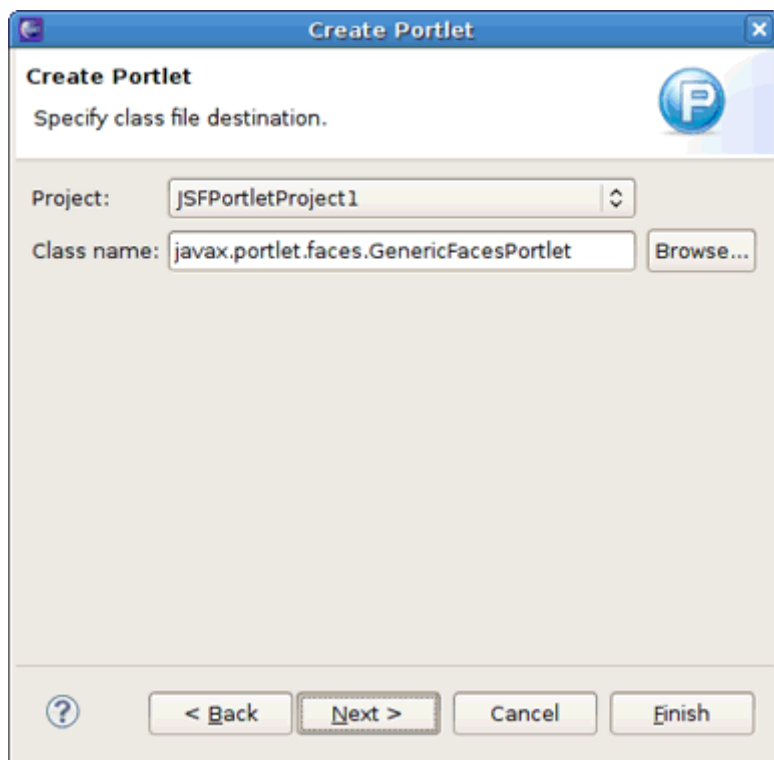 Create Portlet
Create Portlet
Specify class file destination.
P
Project: JSFPortletProject1
Class name: javax.portlet.faces.GenericFacesPortlet Browse...
? < Back Next > Cancel Finish